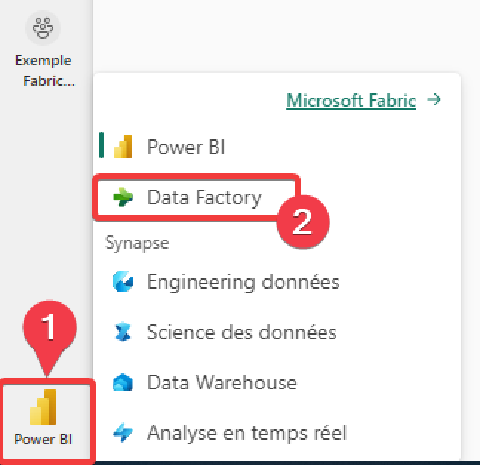 Exemple
Fabric...
Microsoft Fabric →
Power BI
Data Factory
2
Synapse
Engineering données
Science des données
Data Warehouse
Analyse en temps réel
1
Power BI